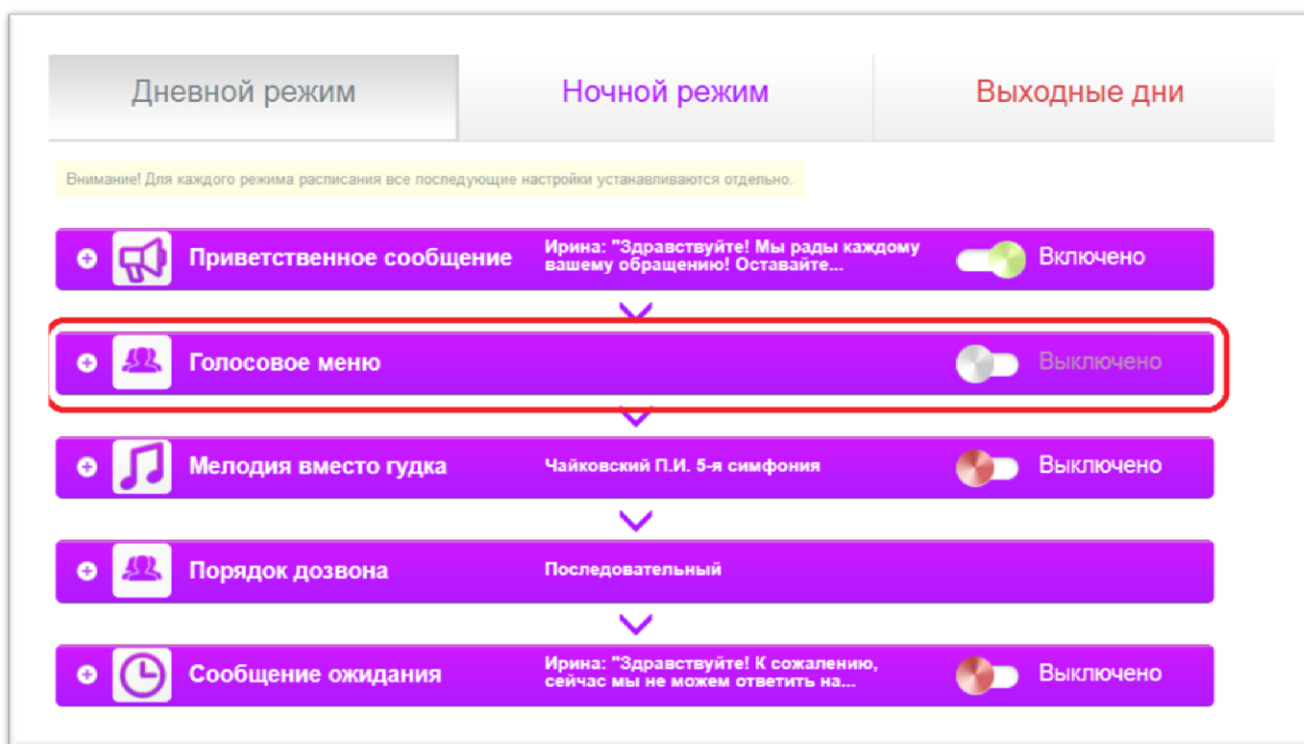 Дневной режим
Ночной режим
Выходные дни
Внимание! Для каждого режима расписания все последующие настройки устанавливаются отдельно.
Приветственное сообщение
Ирина: "Здравствуйте! Мы рады каждому
вашему обращению! Оставайте...
Включено
Голосовое меню
Выключено
Мелодия вместо гудка
Чайковский П.И. 5-я симфония
Выключено
Порядок дозвона
Последовательный
Сообщение ожидания
Ирина: "Здравствуйте! К сожалению,
сейчас мы не можем ответить на...
Выключено